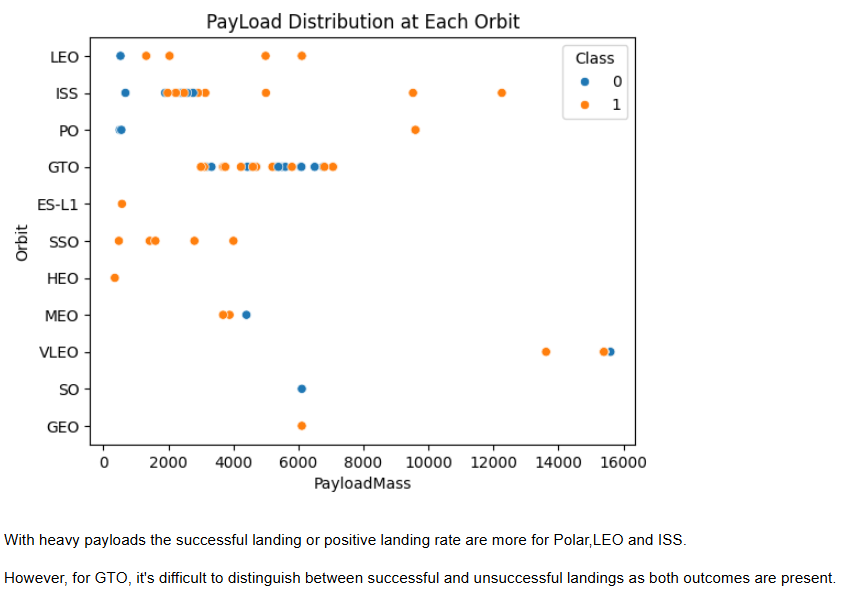 PayLoad Distribution at Each Orbit
Class
0
1
LEO
ISS
PO
GTO
ES-L1
SSO
HEO
MEO
VLEO
SO
GEO
Orbit
0 2000 4000 6000 8000 10000 12000 14000 16000
PayloadMass
With heavy payloads the successful landing or positive landing rate are more for Polar,LEO and ISS.
However, for GTO, it's difficult to distinguish between successful and unsuccessful landings as both outcomes are present.